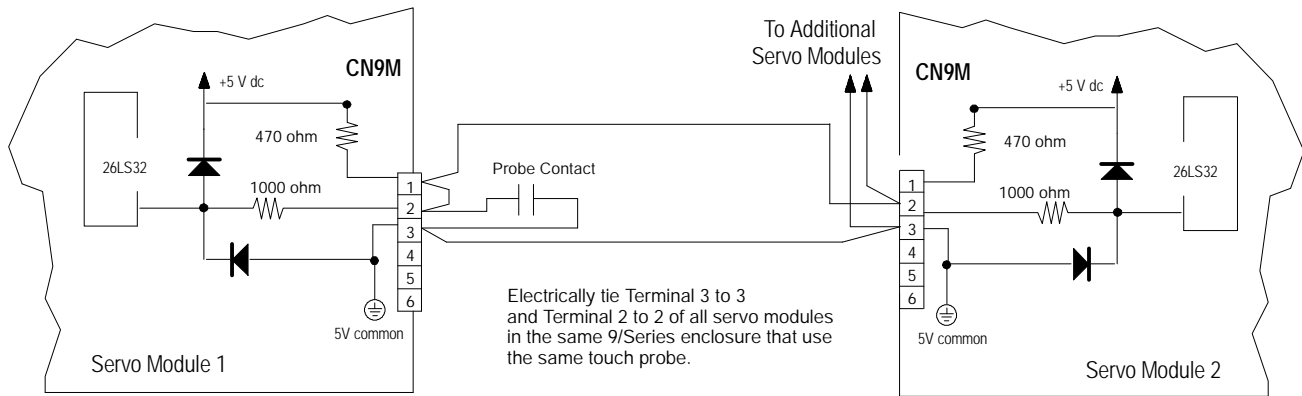 To Additional
Servo Modules
CN9M
+5 V dc
470 ohm
26LS32
1000 ohm
1
2
3
4
5
6
5V common
Servo Module 1
Probe Contact
Electrically tie Terminal 3 to 3
and Terminal 2 to 2 of all servo modules
in the same 9/Series enclosure that use
the same touch probe.
CN9M
+5 V dc
470 ohm
26LS32
1000 ohm
1
2
3
4
5
6
5V common
Servo Module 2